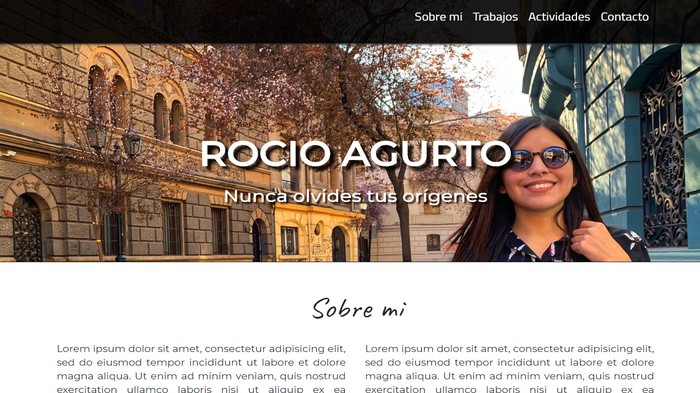 Sobre mi Trabajos Actividades Contacto
ROCIO AGURTO
Nunca olvides tus orígenes
Sobre mi
Lorem ipsum dolor sit amet, consectetur adipisicing elit,
sed do eiusmod tempor incididunt ut labore et dolore
magna aliqua. Ut enim ad minim veniam, quis nostrud
exercitation ullamco laboris nisi ut aliquip ex ea
Lorem ipsum dolor sit amet, consectetur adipisicing elit,
sed do eiusmod tempor incididunt ut labore et dolore
magna aliqua. Ut enim ad minim veniam, quis nostrud
exercitation ullamco laboris nisi ut aliquip ex ea